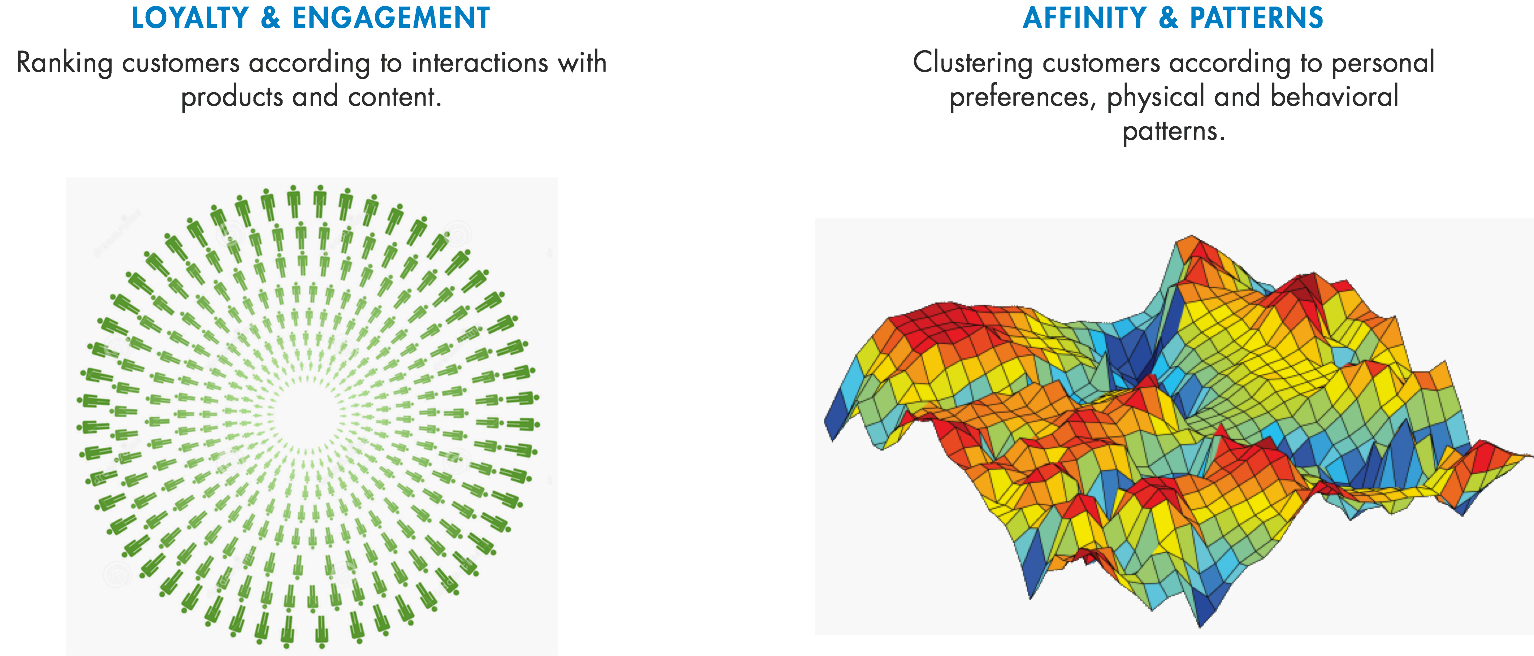 LOYALTY & ENGAGEMENT
Ranking customers according to interactions with
products and content.
AFFINITY & PATTERNS
Clustering customers according to personal
preferences, physical and behavioral
patterns.